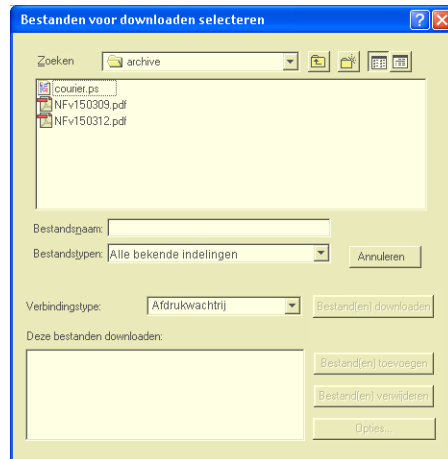 Bestanden voor downloaden selecteren
Zoeken
archive
courier.ps
NFv150309.pdf
NFv150312.pdf
Bestandsnaam:
Bestandstypen: Alle bekende indelingen
Annuleren
Verbindingstype: Afdrukwachtrij
Bestand(en) downloaden
Deze bestanden downloaden:
Bestand(en) toevoegen
Bestand(en) verwijderen
Opties...